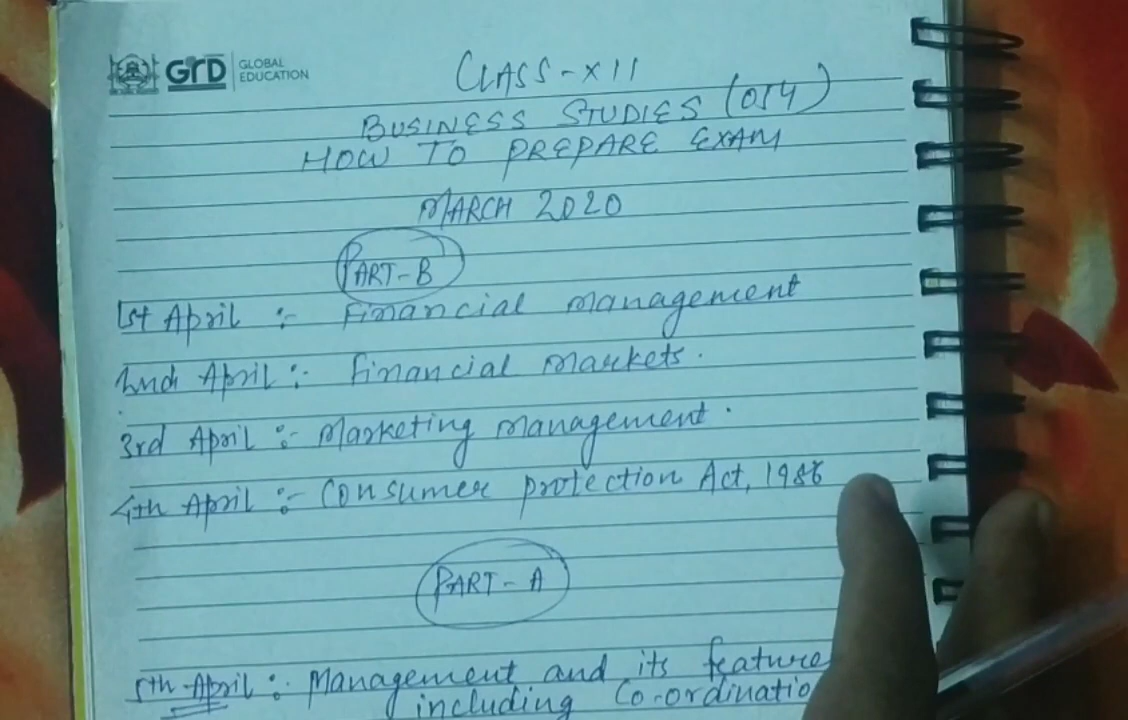 GrD GLOBAL
EDUCATION
CLASS-XII
BUSINESS STUDIES (054)
HOW TO PREPARE EXAM
MARCH 2020
PART-B
1st April :- Financial management
2nd April :- Financial Markets.
3rd April :- Marketing management.
4th April :- Consumer protection Act, 1986
PART-A
5th April :- Management and its feature
including Co-ordinatio